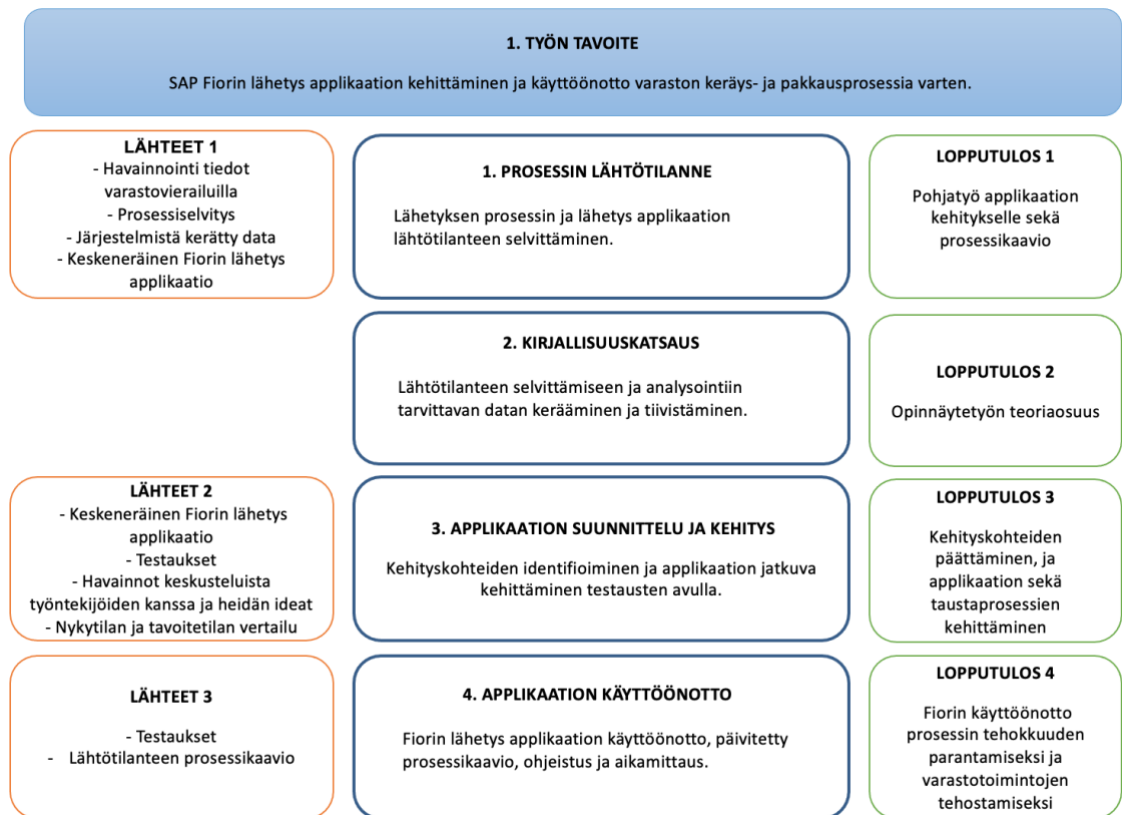 1. TYÖN TAVOITE
SAP Fiorin lähetys applikaation kehittäminen ja käyttöönotto varaston keräys- ja pakkausprosessia varten.
LÄHTEET 1
- Havainnointi tiedot
varastovierailuilla
- Prosessiselvitys
- Järjestelmistä kerätty data
- Keskeneräinen Fiorin lähetys
applikaatio
1. PROSESSIN LÄHTÖTILANNE
Lähetyksen prosessin ja lähetys applikaation
lähtötilanteen selvittäminen.
LOPPUTULOS 1
Pohjatyö applikaation
kehitykselle sekä
prosessikaavio
2. KIRJALLISUUSKATSAUS
Lähtötilanteen selvittämiseen ja analysointiin
tarvittavan datan kerääminen ja tiivistäminen.
LOPPUTULOS 2
Opinnäytetyön teoriaosuus
LÄHTEET 2
- Keskeneräinen Fiorin lähetys
applikaatio
- Testaukset
- Havainnot keskusteluista
työntekijöiden kanssa ja heidän ideat
- Nykytilan ja tavoitetilan vertailu
3. APPLIKAATION SUUNNITTELU JA KEHITYS
Kehityskohteiden identifioiminen ja applikaation jatkuva
kehittäminen testausten avulla.
LOPPUTULOS 3
Kehityskohteiden
päättäminen, ja
applikaation sekä
taustaprosessien
kehittäminen
LÄHTEET 3
- Testaukset
- Lähtötilanteen prosessikaavio
4. APPLIKAATION KÄYTTÖÖNOTTO
Fiorin lähetys applikaation käyttöönotto, päivitetty
prosessikaavio, ohjeistus ja aikamittaus.
LOPPUTULOS 4
Fiorin käyttöönotto
prosessin tehokkuuden
parantamiseksi ja
varastotoimintojen
tehostamiseksi